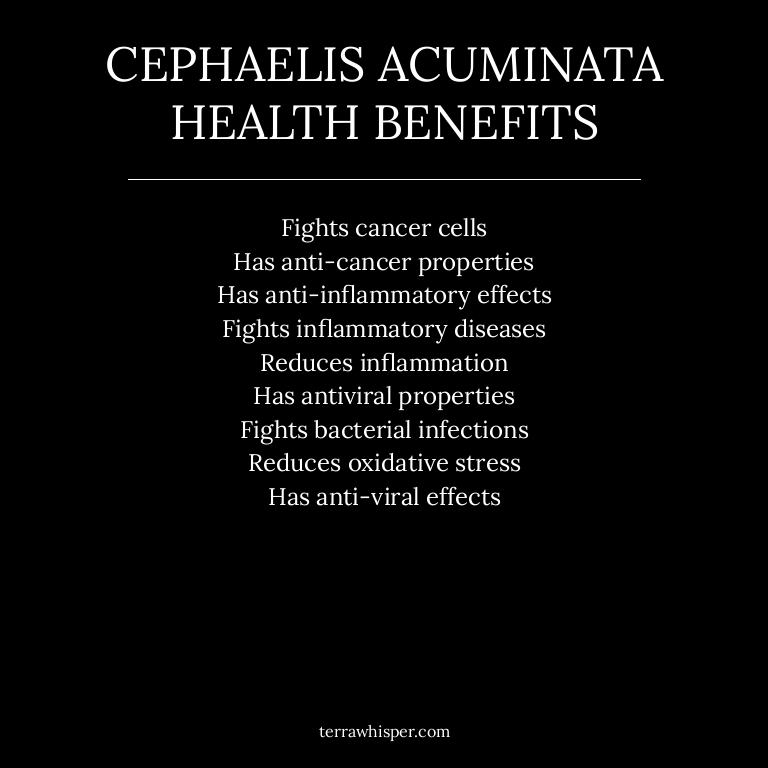 CEPHAELIS ACUMINATA
HEALTH BENEFITS
Fights cancer cells
Has anti-cancer properties
Has anti-inflammatory effects
Fights inflammatory diseases
Reduces inflammation
Has antiviral properties
Fights bacterial infections
Reduces oxidative stress
Has anti-viral effects
terrawhisper.com